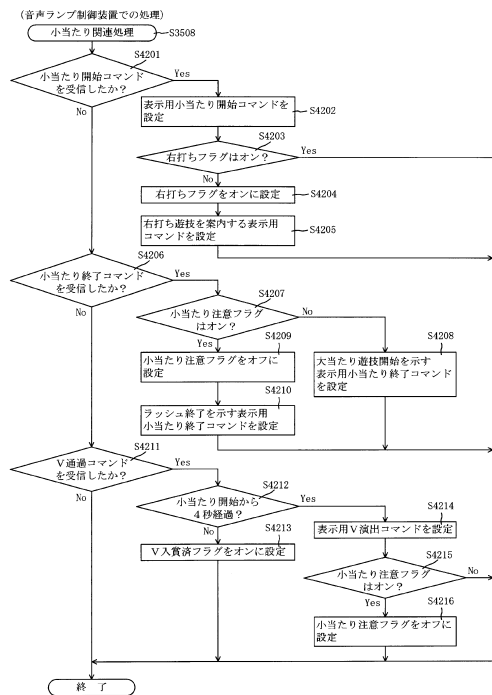 (音声ランプ制御装置での処理)
小当たり関連処理
S3508
S4201
小当たり開始コマンド
を受信したか?
Yes
No
表示用小当たり開始コマンドを
設定
S4202
S4203
右打ちフラグはオン?
Yes
No
右打ちフラグをオンに設定
S4204
右打ち遊技を案内する表示用
コマンドを設定
S4205
S4206
小当たり終了コマンド
を受信したか?
Yes
No
S4207
小当たり注意フラグ
はオン?
No
Yes
S4209
小当たり注意フラグをオフに
設定
S4208
大当たり遊技開始を示す
表示用小当たり終了コマンド
を設定
S4210
ラッシュ終了を示す表示用
小当たり終了コマンドを設定
S4211
V通過コマンド
を受信したか?
Yes
No
S4212
小当たり開始から
4秒経過?
Yes
No
S4213
V入賞済フラグをオンに設定
S4214
表示用V演出コマンドを設定
S4215
小当たり注意フラグ
はオン?
No
Yes
S4216
小当たり注意フラグをオフに
設定
終了